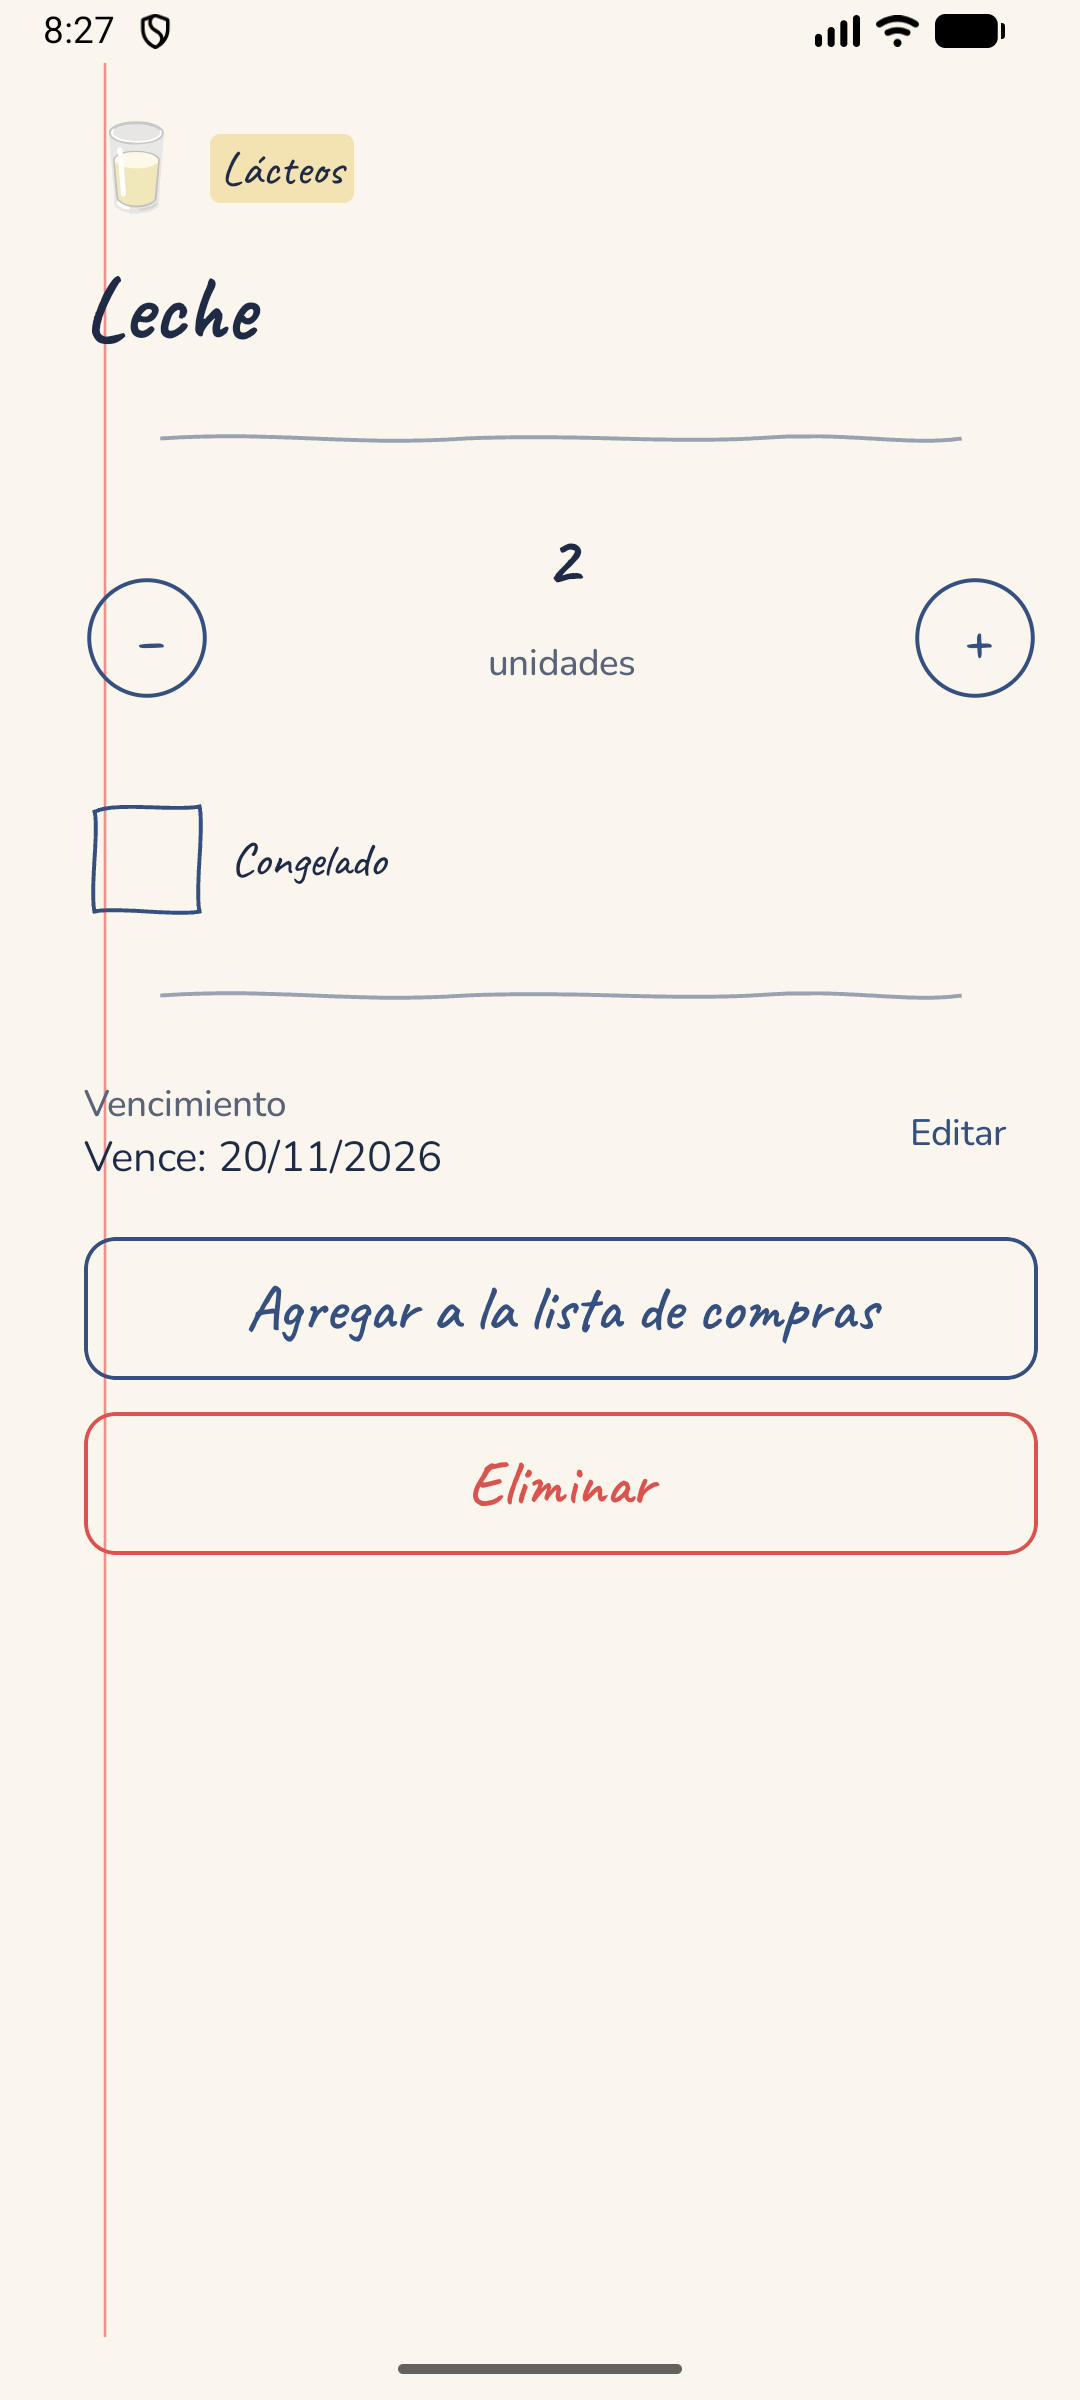 8:27
Lácteos
Leche
2
unidades
−
+
Congelado
Vencimiento
Vence: 20/11/2026
Editar
Agregar a la lista de compras
Eliminar